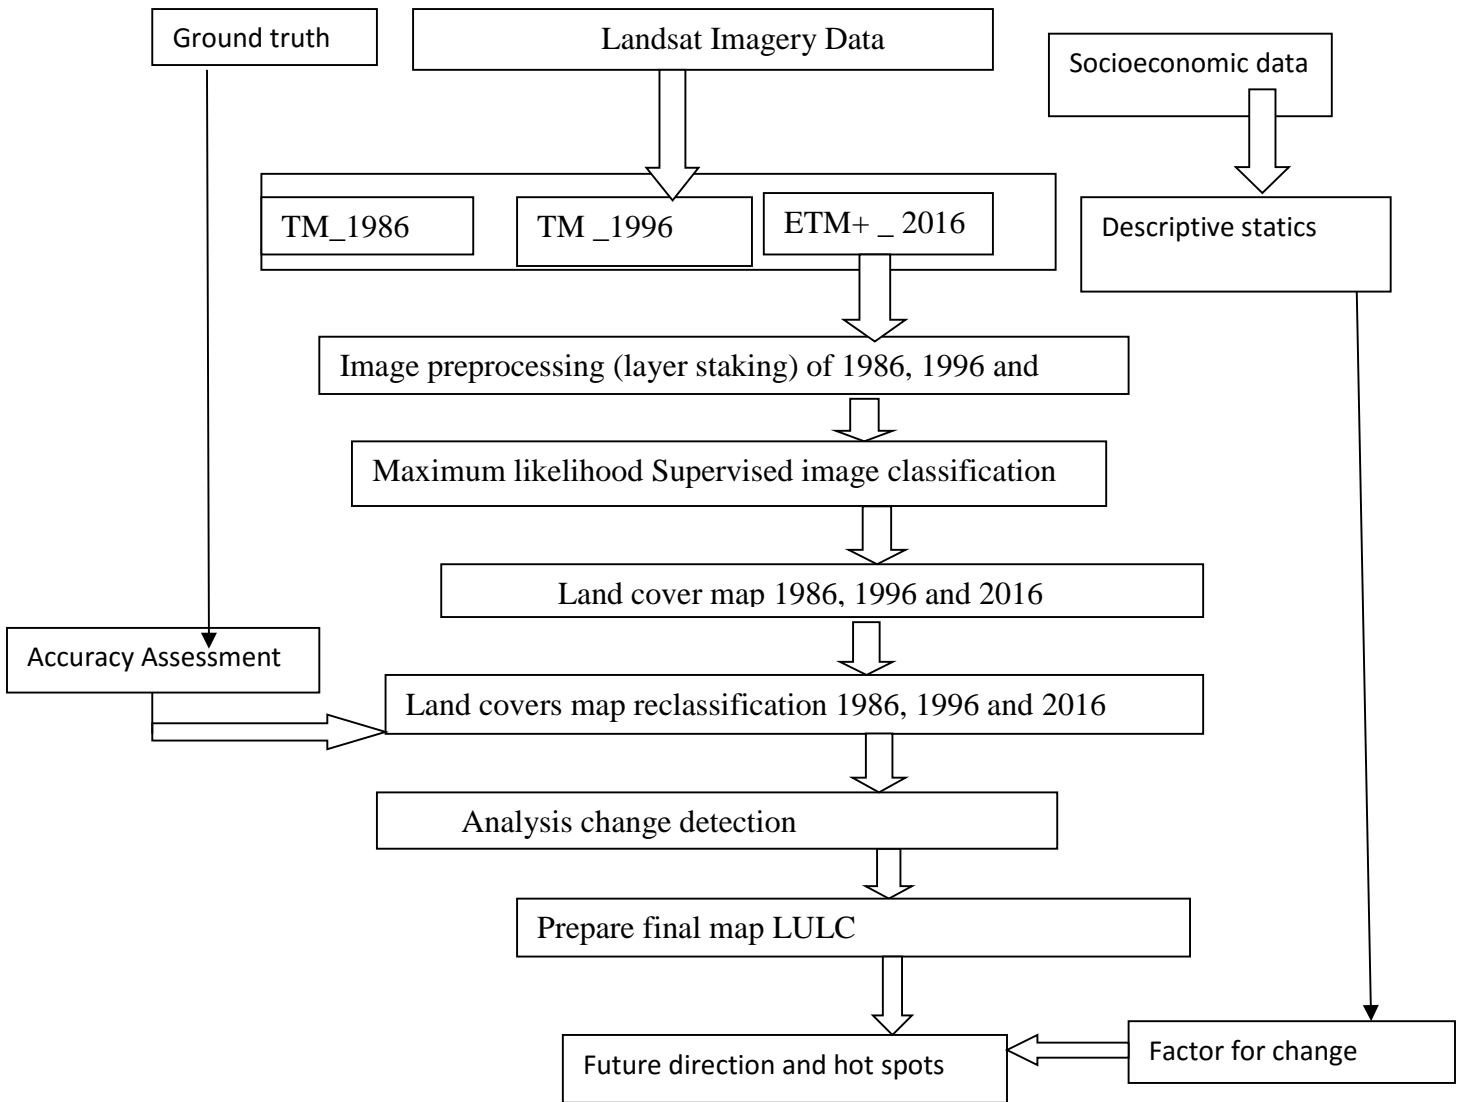 Ground truth
Landsat Imagery Data
Socioeconomic data
TM_1986
TM _1996
ETM+ _ 2016
Descriptive statics
Image preprocessing (layer staking) of 1986, 1996 and
Maximum likelihood Supervised image classification
Land cover map 1986, 1996 and 2016
Accuracy Assessment
Land covers map reclassification 1986, 1996 and 2016
Analysis change detection
Prepare final map LULC
Future direction and hot spots
Factor for change